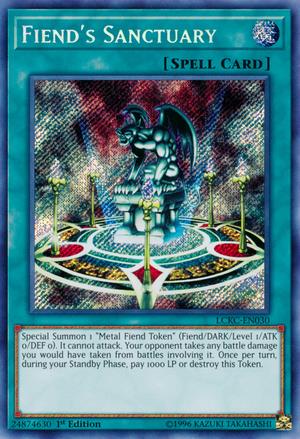 Fiend's Sanctuary
[Spell Card]
LCKC-EN030
Special Summon 1 "Metal Fiend Token" (Fiend/DARK/Level 1/ATK
0/DEF 0). It cannot attack. Your opponent takes any battle damage
you would have taken from battles involving it. Once per turn,
during your Standby Phase, pay 1000 LP or destroy this Token.
24874630 1st Edition ©1996 KAZUKI TAKAHASHI